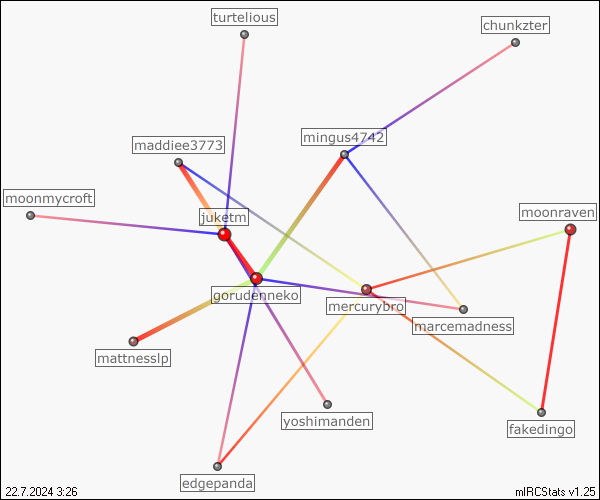 turtelious
chunkzter
mingus4742
maddiee3773
moonmycroft
moonraven
juketm
gorudenneko
mercurybro
marcemadness
mattnesslp
yoshimanden
fakedingo
edgepanda
22.7.2024 3:26
mIRCStats v1.25